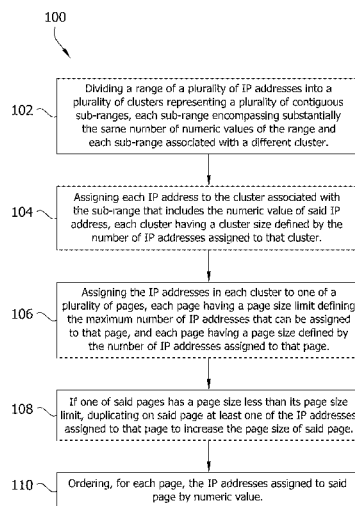 100
102
Dividing a range of a plurality of IP addresses into a
plurality of clusters representing a plurality of contiguous
sub-ranges, each sub-range encompassing substantially
the same number of numeric values of the range and
each sub-range associated with a different cluster.
104
Assigning each IP address to the cluster associated with
the sub-range that includes the numeric value of said IP
address, each cluster having a cluster size defined by the
number of IP addresses assigned to that cluster.
106
Assigning the IP addresses in each cluster to one of a
plurality of pages, each page having a page size limit defining
the maximum number of IP addresses that can be assigned
to that page, and each page having a page size defined by
the number of IP addresses assigned to that page.
108
If one of said pages has a page size less than its page size
limit, duplicating on said page at least one of the IP addresses
assigned to that page to increase the page size of said page.
110
Ordering, for each page, the IP addresses assigned to said
page by numeric value.